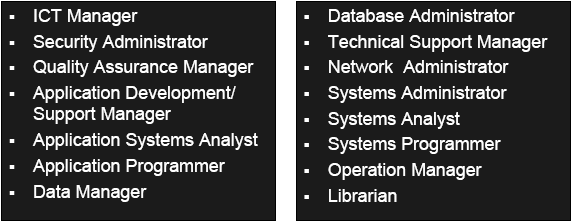 ▪ ICT Manager
▪ Security Administrator
▪ Quality Assurance Manager
▪ Application Development/
Support Manager
▪ Application Systems Analyst
▪ Application Programmer
▪ Data Manager
▪ Database Administrator
▪ Technical Support Manager
▪ Network  Administrator
▪ Systems Administrator
▪ Systems Analyst
▪ Systems Programmer
▪ Operation Manager
▪ Librarian